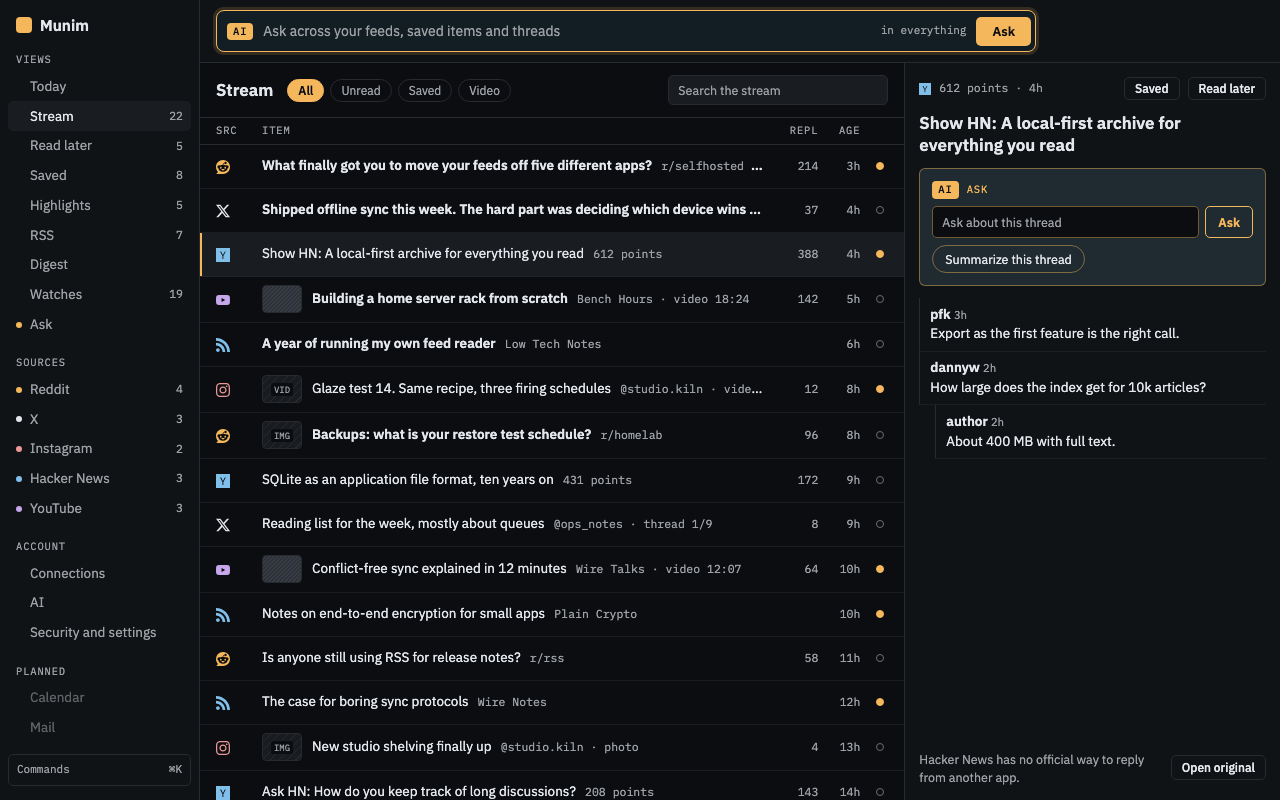 Munim
VIEWS
Today
Stream 22
Read later 5
Saved 8
Highlights 5
RSS 7
Digest
Watches 19
Ask
SOURCES
Reddit 4
X 3
Instagram 2
Hacker News 3
YouTube 3
ACCOUNT
Connections
AI
Security and settings
PLANNED
Calendar
Mail
Commands ⌘K
AI Ask across your feeds, saved items and threads in everything Ask
Stream All Unread Saved Video Search the stream
SRC ITEM REPL AGE
What finally got you to move your feeds off five different apps? r/selfhosted ... 214 3h
Shipped offline sync this week. The hard part was deciding which device wins ... 37 4h
Y Show HN: A local-first archive for everything you read 612 points 388 4h
Building a home server rack from scratch Bench Hours · video 18:24 142 5h
A year of running my own feed reader Low Tech Notes 6h
VID Glaze test 14. Same recipe, three firing schedules @studio.kiln · vide... 12 8h
IMG Backups: what is your restore test schedule? r/homelab 96 8h
Y SQLite as an application file format, ten years on 431 points 172 9h
Reading list for the week, mostly about queues @ops_notes · thread 1/9 8 9h
Conflict-free sync explained in 12 minutes Wire Talks · video 12:07 64 10h
Notes on end-to-end encryption for small apps Plain Crypto 10h
Is anyone still using RSS for release notes? r/rss 58 11h
The case for boring sync protocols Wire Notes 12h
IMG New studio shelving finally up @studio.kiln · photo 4 13h
Y Ask HN: How do you keep track of long discussions? 208 points 143 14h
Y 612 points · 4h Saved Read later
Show HN: A local-first archive for
everything you read
AI ASK
Ask about this thread Ask
Summarize this thread
pfk 3h
Export as the first feature is the right call.
dannyw 2h
How large does the index get for 10k articles?
author 2h
About 400 MB with full text.
Hacker News has no official way to reply
from another app.
Open original